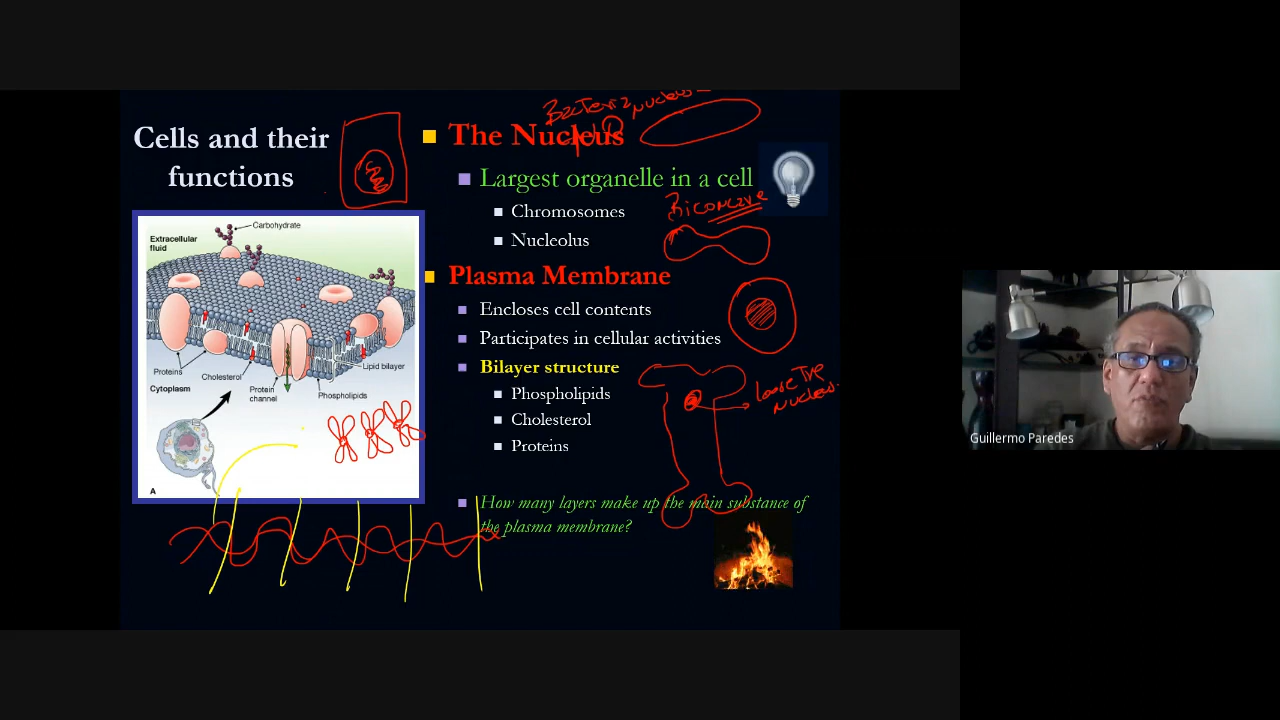 Bacteria nucleus
Cells and their
functions
The Nucleus
Largest organelle in a cell
Chromosomes
Nucleolus
Biconcave
Plasma Membrane
Encloses cell contents
Participates in cellular activities
Bilayer structure
Phospholipids
Cholesterol
Proteins
loose the
nucleus.
How many layers make up the main substance of
the plasma membrane?
Carbohydrate
Extracellular
fluid
Proteins
Cholesterol
Lipid bilayer
Cytoplasm
Protein
channel
Phospholipids
A
Guillermo Paredes